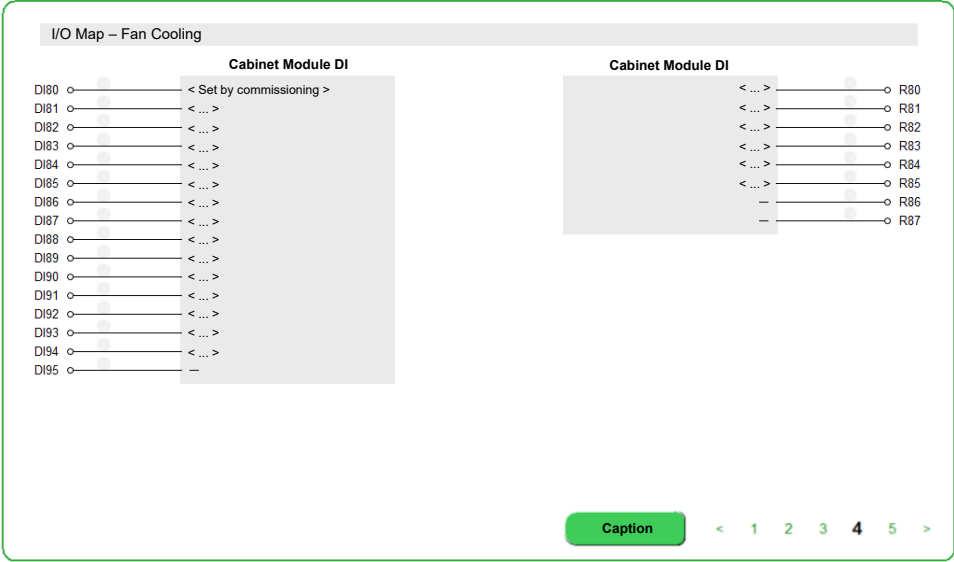 I/O Map – Fan Cooling
Cabinet Module DI
DI80 < Set by commissioning >
DI81 < ... >
DI82 < ... >
DI83 < ... >
DI84 < ... >
DI85 < ... >
DI86 < ... >
DI87 < ... >
DI88 < ... >
DI89 < ... >
DI90 < ... >
DI91 < ... >
DI92 < ... >
DI93 < ... >
DI94 < ... >
DI95 —
Cabinet Module DI
< ... > R80
< ... > R81
< ... > R82
< ... > R83
< ... > R84
< ... > R85
— R86
— R87
Caption < 1 2 3 4 5 >